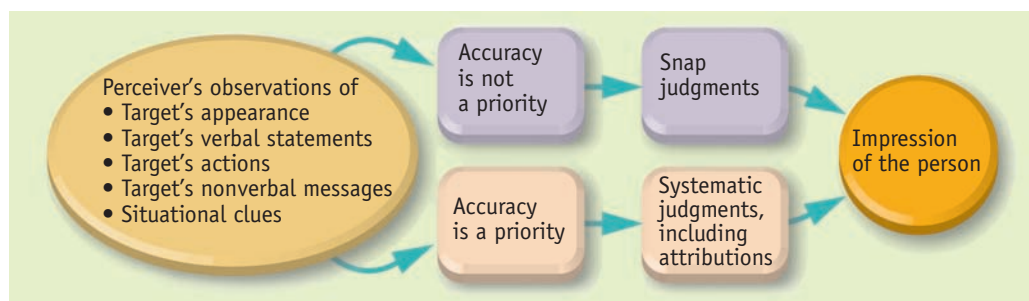 Perceiver's observations of
• Target's appearance
• Target's verbal statements
• Target's actions
• Target's nonverbal messages
• Situational clues
Accuracy
is not
a priority
Snap
judgments
Accuracy
is a priority
Systematic
judgments,
including
attributions
Impression
of the person